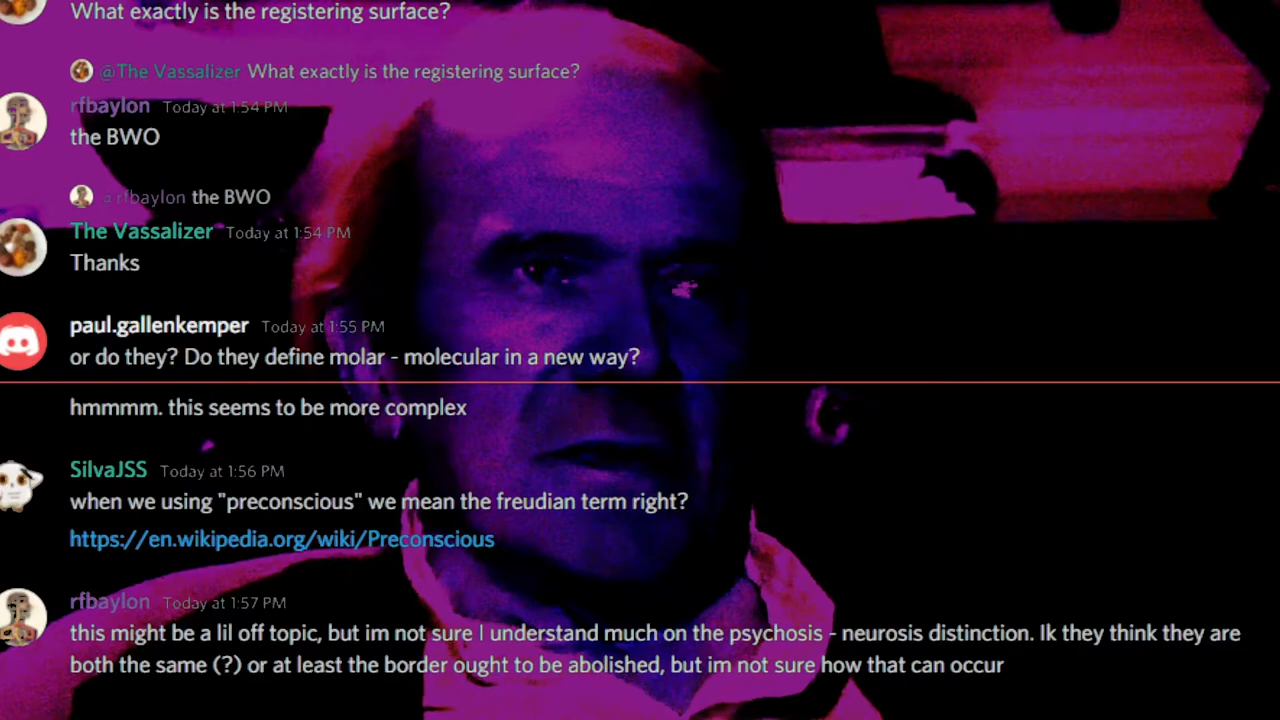 What exactly is the registering surface?
@The Vassalizer What exactly is the registering surface?
rfbaylon Today at 1:54 PM
the BWO
@rfbaylon the BWO
The Vassalizer Today at 1:54 PM
Thanks
paul.gallenkemper Today at 1:55 PM
or do they? Do they define molar - molecular in a new way?
hmmmm. this seems to be more complex
SilvaJSS Today at 1:56 PM
when we using "preconscious" we mean the freudian term right?
https://en.wikipedia.org/wiki/Preconscious
rfbaylon Today at 1:57 PM
this might be a lil off topic, but im not sure I understand much on the psychosis - neurosis distinction. Ik they think they are
both the same (?) or at least the border ought to be abolished, but im not sure how that can occur